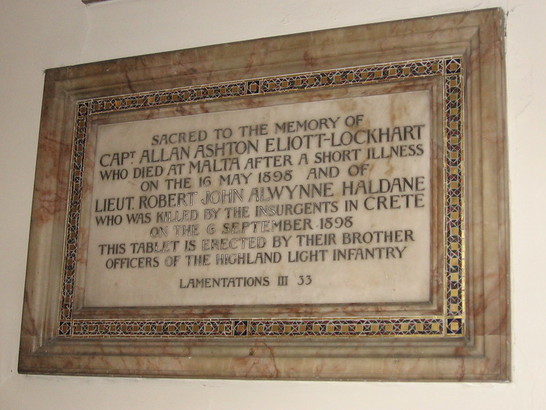 SACRED TO THE MEMORY OF
CAPT ALLAN ASHTON ELIOTT-LOCKHART
WHO DIED AT MALTA AFTER A SHORT ILLNESS
ON THE 16 MAY 1898 AND OF
LIEUT. ROBERT JOHN ALWYNNE HALDANE
WHO WAS KILLED BY THE INSURGENTS IN CRETE
ON THE 6 SEPTEMBER 1898
THIS TABLET IS ERECTED BY THEIR BROTHER
OFFICERS OF THE HIGHLAND LIGHT INFANTRY
LAMENTATIONS III 33